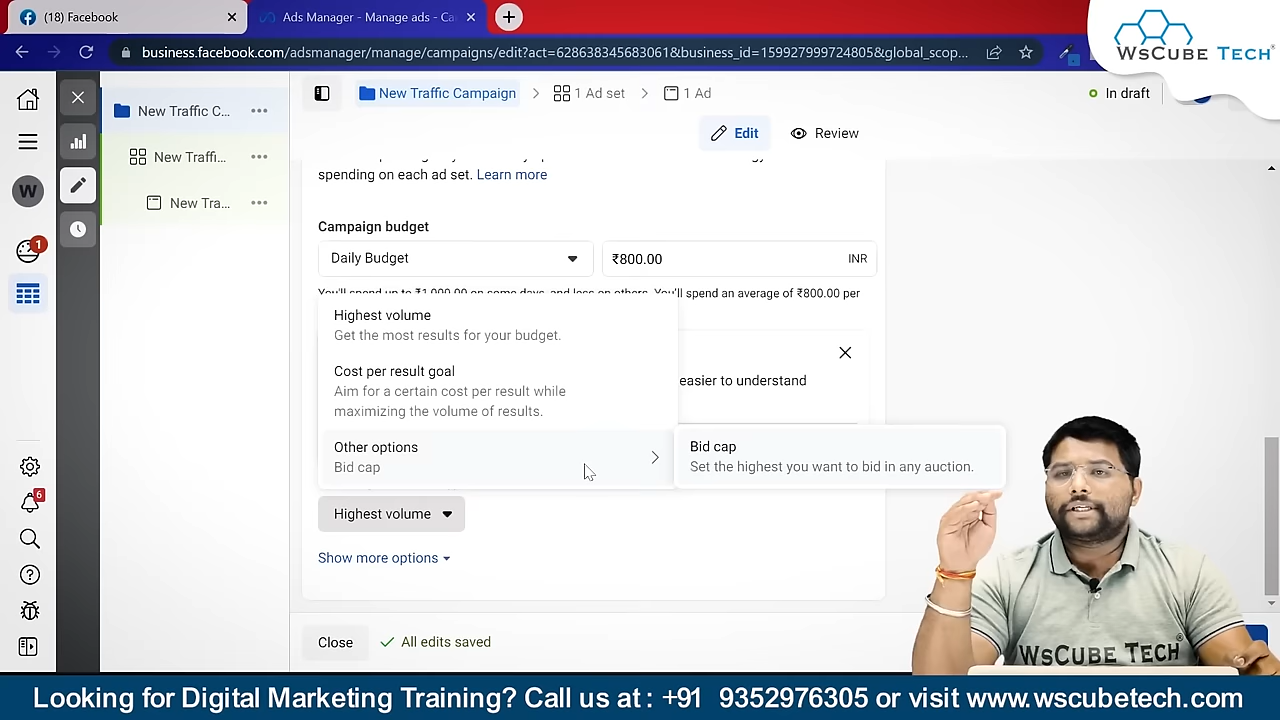 (18) Facebook
Ads Manager - Manage ads - Ca
WsCube Tech®
business.facebook.com/adsmanager/manage/campaigns/edit?act=628638345683061&business_id=159927999724805&global_scop...
New Traffic C...
New Traffi...
New Tra...
W
1
6
New Traffic Campaign
1 Ad set
1 Ad
In draft
Edit
Review
spending on each ad set. Learn more
Campaign budget
Daily Budget
₹800.00
INR
You'll spend up to ₹1,000.00 on some days, and less on others. You'll spend an average of ₹800.00 per
Highest volume
Get the most results for your budget.
Cost per result goal
Aim for a certain cost per result while
maximizing the volume of results.
easier to understand
Other options
Bid cap
Bid cap
Set the highest you want to bid in any auction.
Highest volume
Show more options
Close
All edits saved
WsCube Tech®
Looking for Digital Marketing Training? Call us at : +91 9352976305 or visit www.wscubetech.com